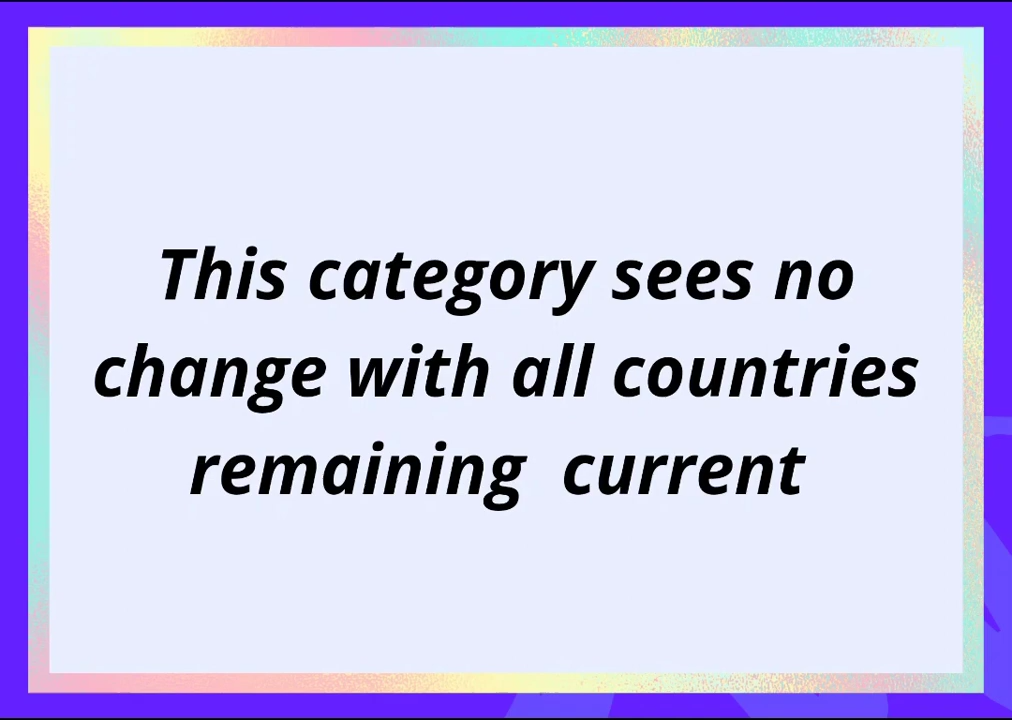 This category sees no
change with all countries
remaining  current